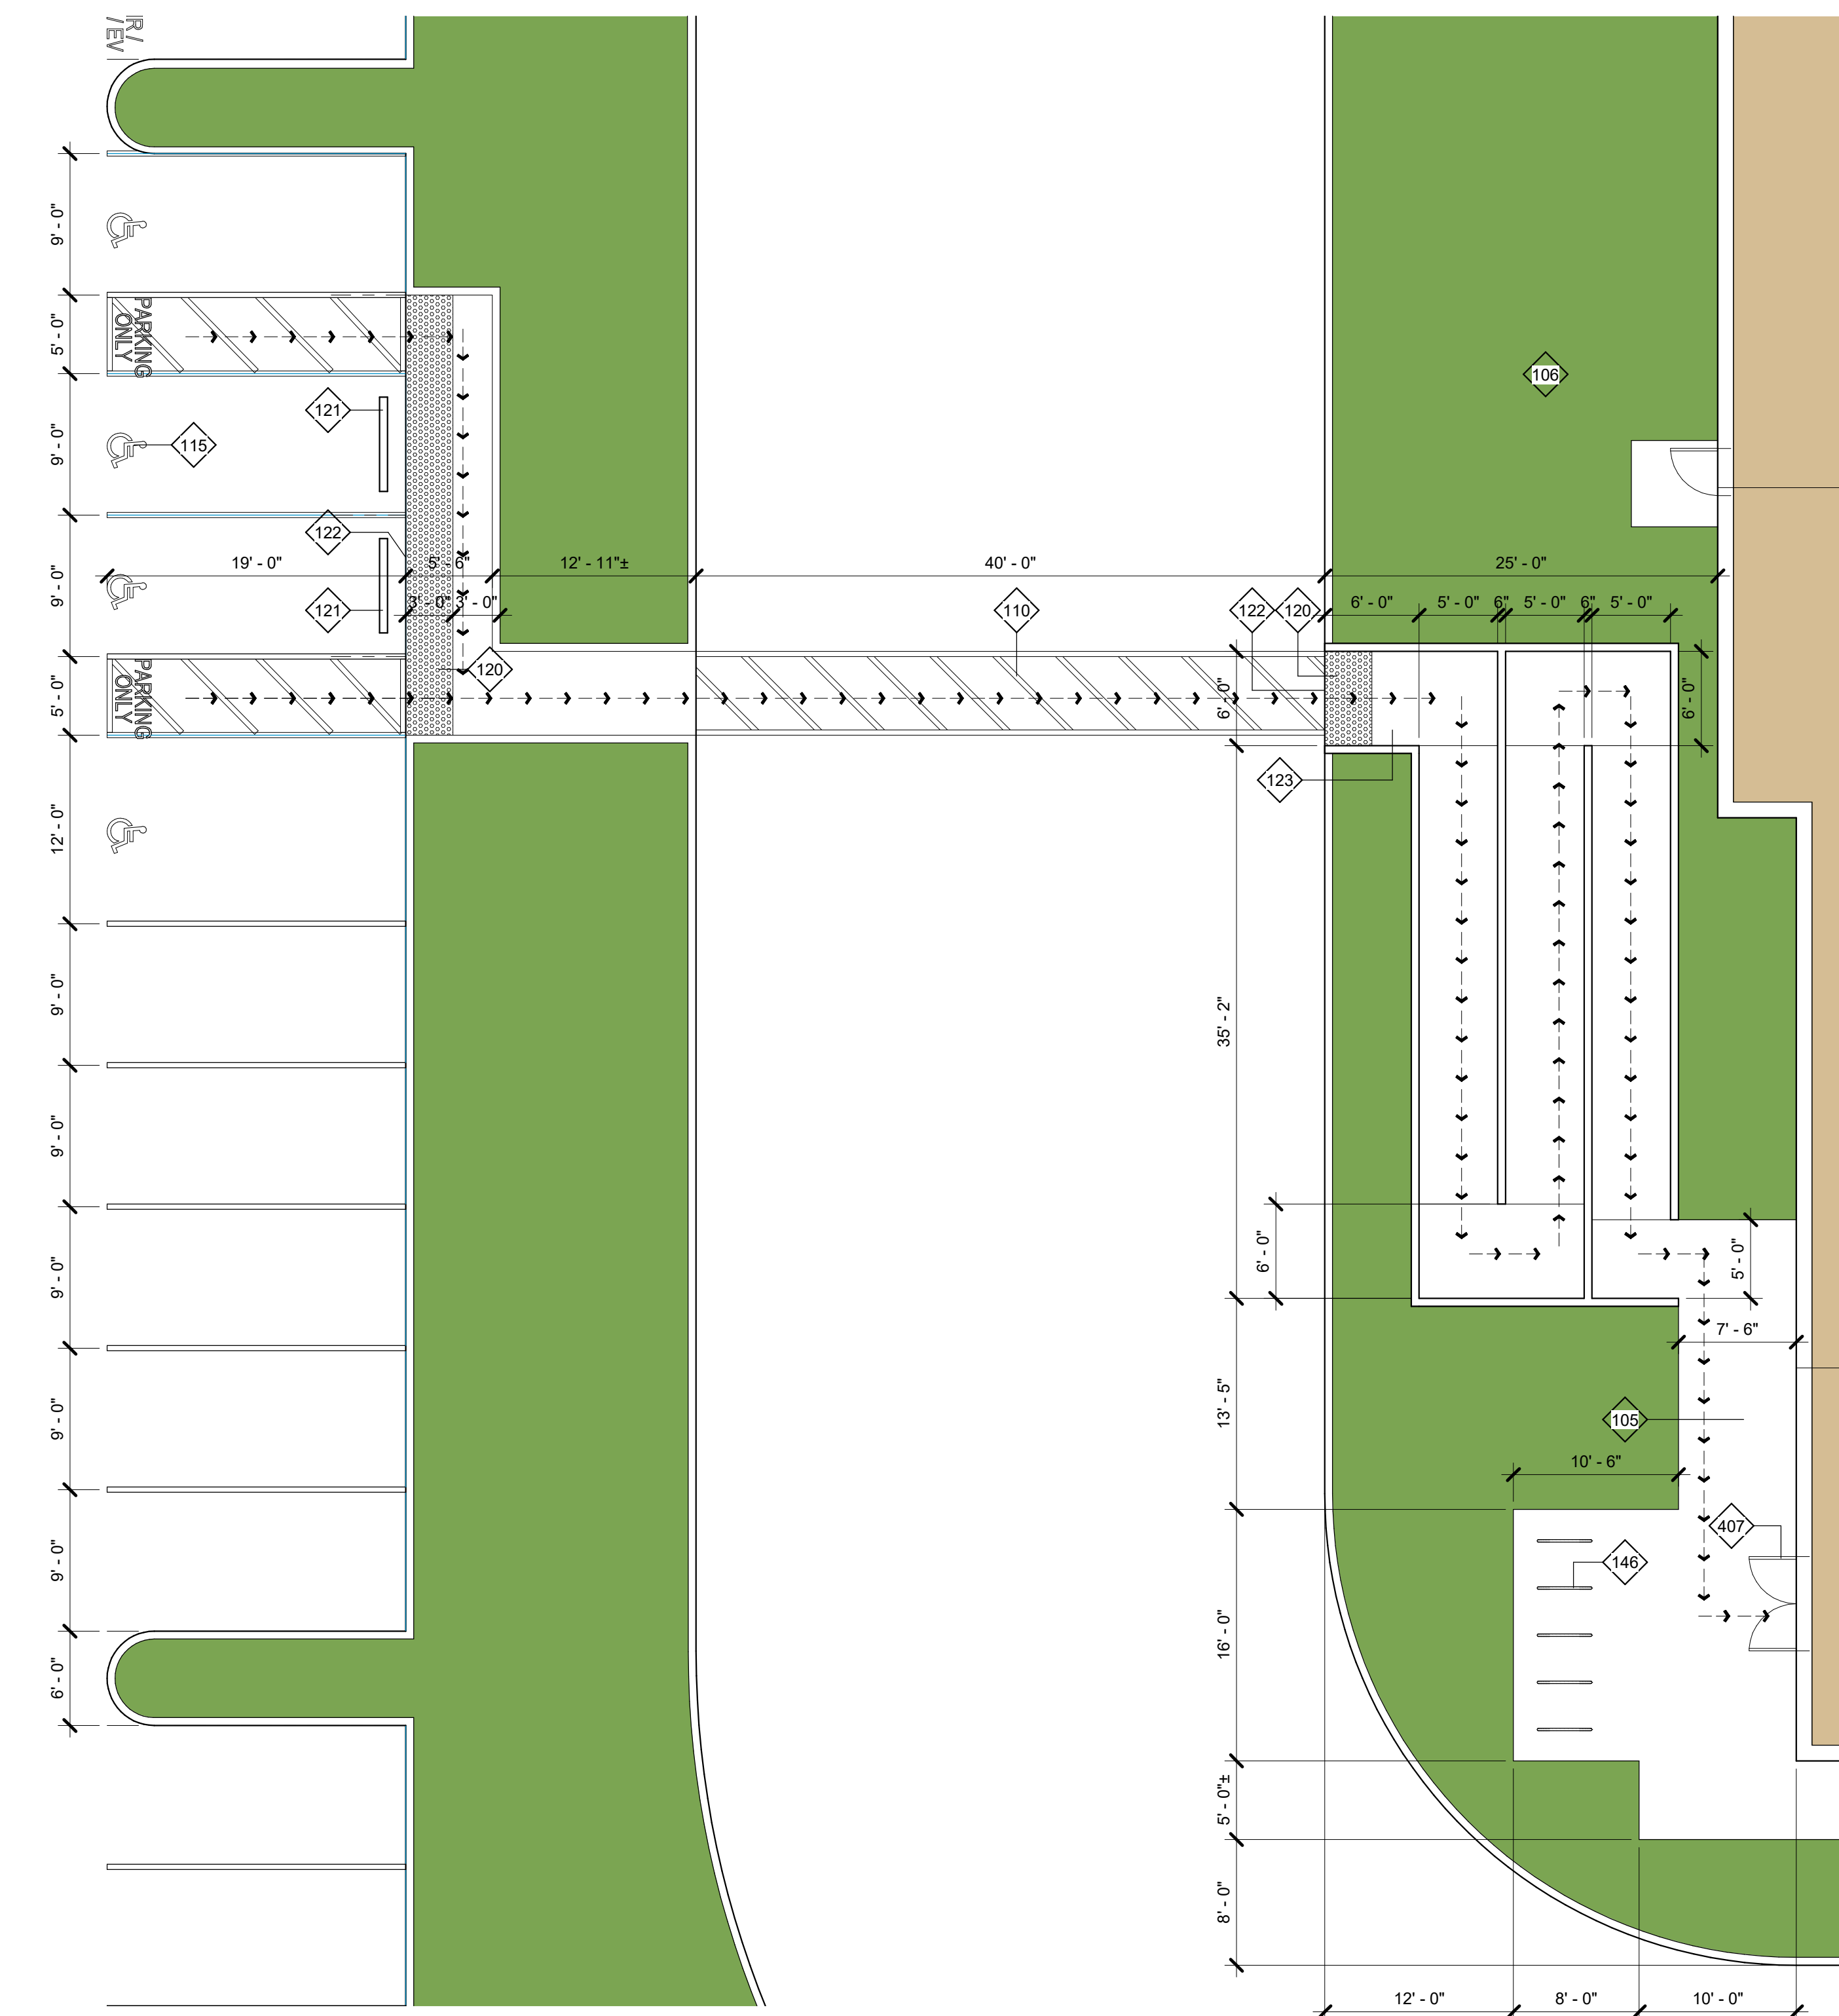 IR /
/ EV
9' - 0"
5' - 0"
PARKING
ONLY
121
9' - 0"
115
106
122
19' - 0"
5' - 6"
12' - 11"±
40' - 0"
25' - 0"
9' - 0"
121
3' - 0"
3' - 0"
110
122
120
6' - 0"
5' - 0"
6"
5' - 0"
6"
5' - 0"
120
5' - 0"
PARKING
ONLY
6' - 0"
6' - 0"
123
12' - 0"
9' - 0"
35' - 2"
9' - 0"
9' - 0"
6' - 0"
5' - 0"
7' - 6"
9' - 0"
13' - 5"
105
10' - 6"
407
146
9' - 0"
16' - 0"
6' - 0"
5' - 0"±
8' - 0"
12' - 0"
8' - 0"
10' - 0"